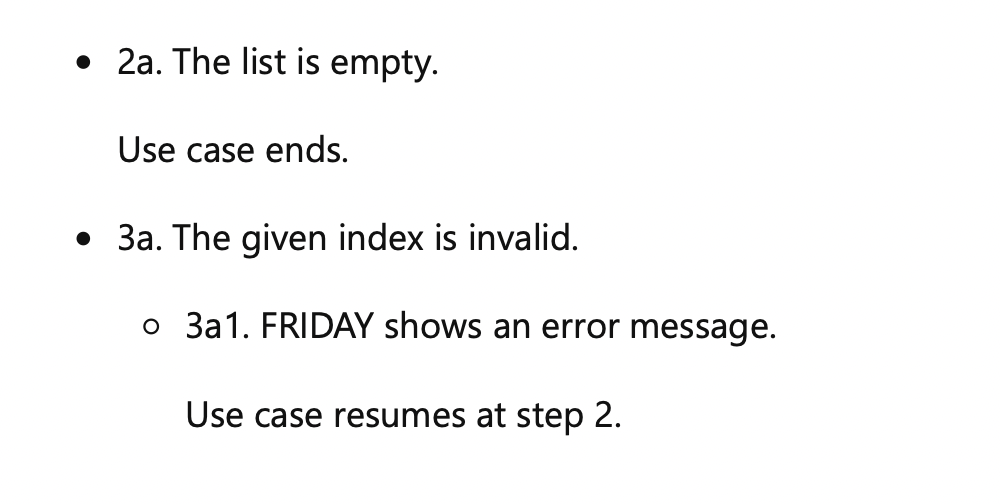 • 2a. The list is empty.
Use case ends.
• 3a. The given index is invalid.
○ 3a1. FRIDAY shows an error message.
Use case resumes at step 2.